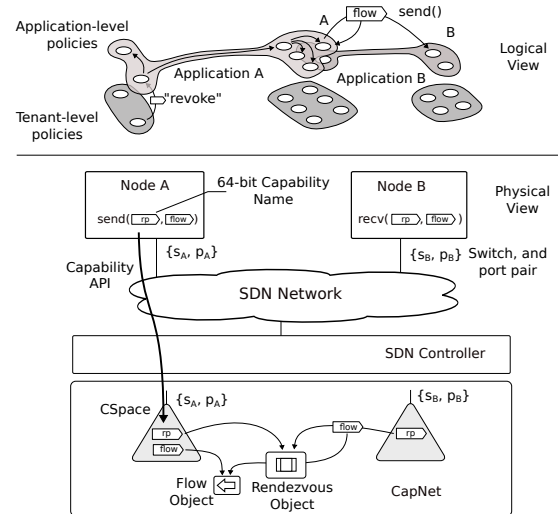 Application-level
policies
A
flow
send()
B
Logical
View
Application A
Application B
"revoke"
Tenant-level
policies
Node A
64-bit Capability
Name
Node B
Physical
View
send( rp , flow )
recv( rp , flow )
{sA, pA}
{sB, pB}
Switch, and
port pair
Capability
API
SDN Network
SDN Controller
{sA, pA}
{sB, pB}
CSpace
rp
flow
flow
rp
Flow
Object
Rendezvous
Object
CapNet